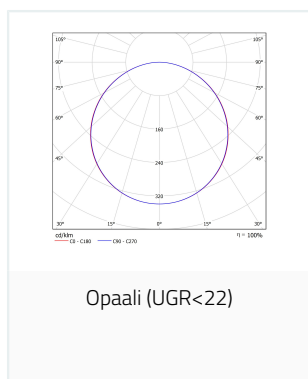 105° 105°
90° 90°
75° 75°
60° 60°
45° 45°
160
240
320
30° 15° 0° 15° 30°
cd/klm η = 100%
C0 - C180 C90 - C270
Opaali (UGR<22)